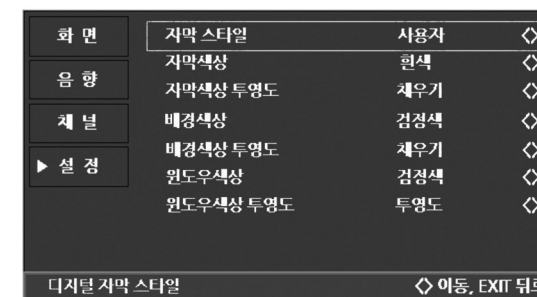 화 면
음 향
채 널
▶ 설 정
자막 스타일 사용자
자막색상 흰색
자막색상 투영도 채우기
배경색상 검정색
배경색상 투영도 채우기
윈도우색상 검정색
윈도우색상 투영도 투영도
디지털 자막 스타일 이동, EXIT